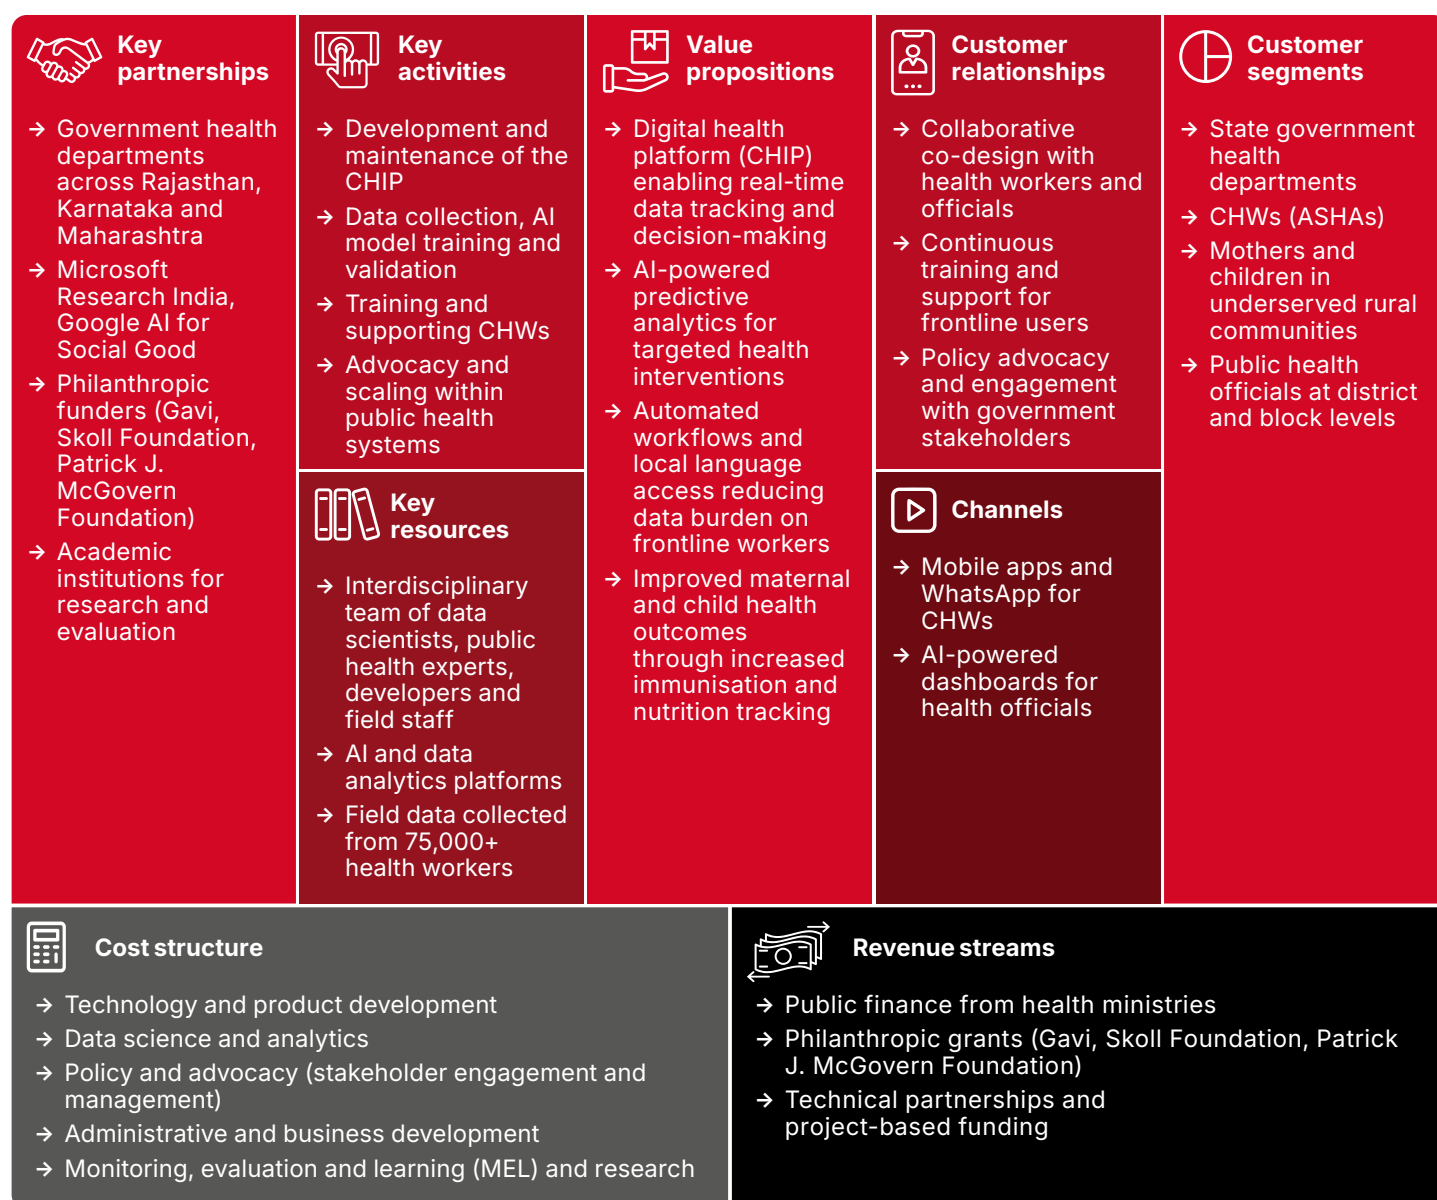 Key
partnerships
→ Government health
departments
across Rajasthan,
Karnataka and
Maharashtra
→ Microsoft
Research India,
Google AI for
Social Good
→ Philanthropic
funders (Gavi,
Skoll Foundation,
Patrick J.
McGovern
Foundation)
→ Academic
institutions for
research and
evaluation
Key
activities
→ Development and
maintenance of the
CHIP
→ Data collection, AI
model training and
validation
→ Training and
supporting CHWs
→ Advocacy and
scaling within
public health
systems
Key
resources
→ Interdisciplinary
team of data
scientists, public
health experts,
developers and
field staff
→ AI and data
analytics platforms
→ Field data collected
from 75,000+
health workers
Value
propositions
→ Digital health
platform (CHIP)
enabling real-time
data tracking and
decision-making
→ AI-powered
predictive
analytics for
targeted health
interventions
→ Automated
workflows and
local language
access reducing
data burden on
frontline workers
→ Improved maternal
and child health
outcomes
through increased
immunisation and
nutrition tracking
Customer
relationships
→ Collaborative
co-design with
health workers and
officials
→ Continuous
training and
support for
frontline users
→ Policy advocacy
and engagement
with government
stakeholders
Channels
→ Mobile apps and
WhatsApp for
CHWs
→ AI-powered
dashboards for
health officials
Customer
segments
→ State government
health
departments
→ CHWs (ASHAs)
→ Mothers and
children in
underserved rural
communities
→ Public health
officials at district
and block levels
Cost structure
→ Technology and product development
→ Data science and analytics
→ Policy and advocacy (stakeholder engagement and
management)
→ Administrative and business development
→ Monitoring, evaluation and learning (MEL) and research
Revenue streams
→ Public finance from health ministries
→ Philanthropic grants (Gavi, Skoll Foundation, Patrick
J. McGovern Foundation)
→ Technical partnerships and
project-based funding